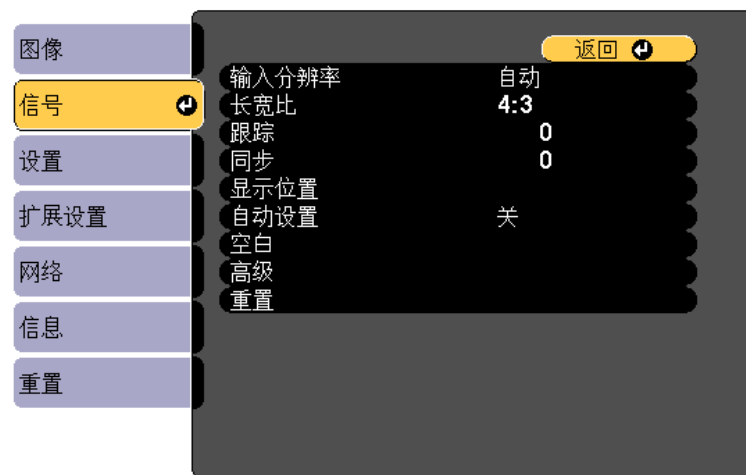 图像
信号
设置
扩展设置
网络
信息
重置
返回
输入分辨率 自动
长宽比 4:3
跟踪 0
同步 0
显示位置
自动设置 关
空白
高级
重置